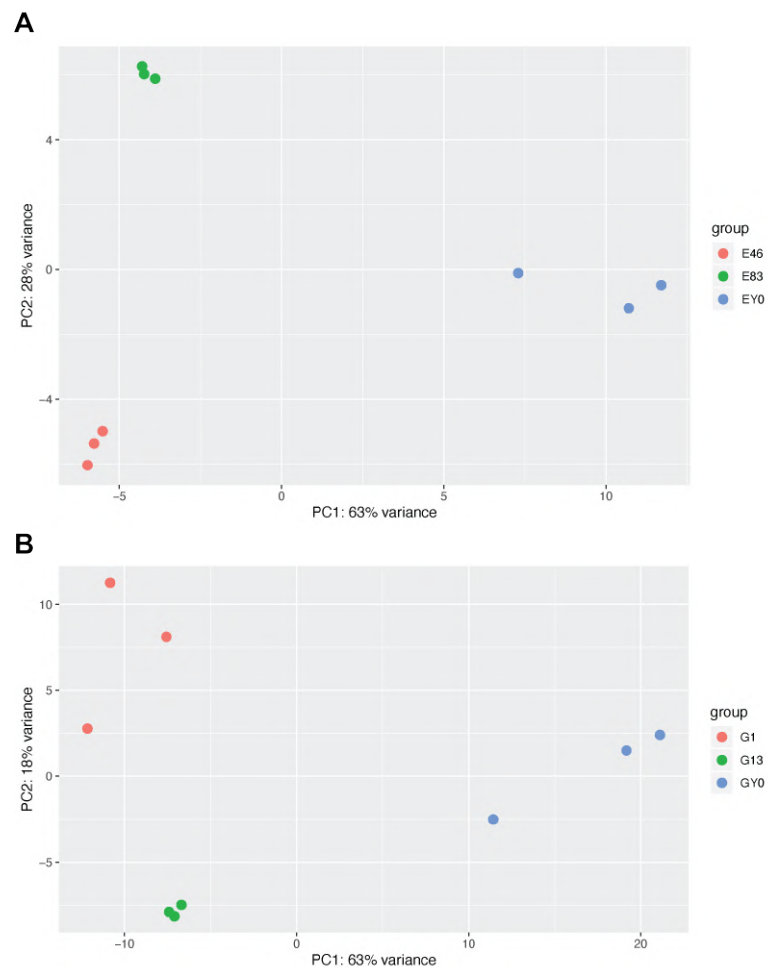 A
4
0
−4
PC2: 28% variance
−5
0
5
10
PC1: 63% variance
group
E46
E83
EY0
B
10
5
0
−5
PC2: 18% variance
−10
0
10
20
PC1: 63% variance
group
G1
G13
GY0